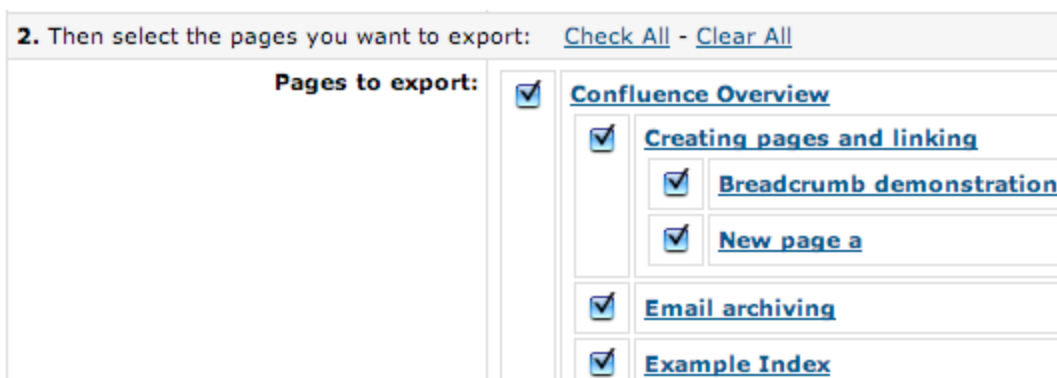 2. Then select the pages you want to export: Check All - Clear All
Pages to export:
Confluence Overview
Creating pages and linking
Breadcrumb demonstration
New page a
Email archiving
Example Index